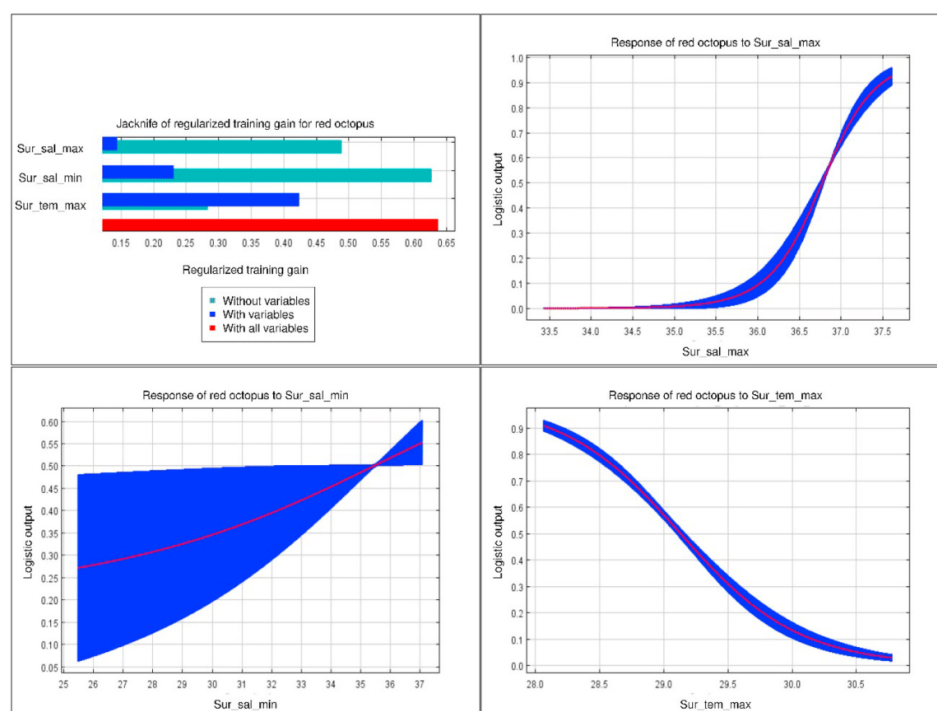 Jacknife of regularized training gain for red octopus
Sur_sal_max
Sur_sal_min
Sur_tem_max
0.15 0.20 0.25 0.30 0.35 0.40 0.45 0.50 0.55 0.60 0.65
Regularized training gain
Without variables
With variables
With all variables
Response of red octopus to Sur_sal_max
Logistic output
1.0
0.9
0.8
0.7
0.6
0.5
0.4
0.3
0.2
0.1
0.0
33.5 34.0 34.5 35.0 35.5 36.0 36.5 37.0 37.5
Sur_sal_max
Response of red octopus to Sur_sal_min
Logistic output
0.60
0.55
0.50
0.45
0.40
0.35
0.30
0.25
0.20
0.15
0.10
0.05
25 26 27 28 29 30 31 32 33 34 35 36 37
Sur_sal_min
Response of red octopus to Sur_tem_max
Logistic output
0.9
0.8
0.7
0.6
0.5
0.4
0.3
0.2
0.1
0.0
28.0 28.5 29.0 29.5 30.0 30.5
Sur_tem_max